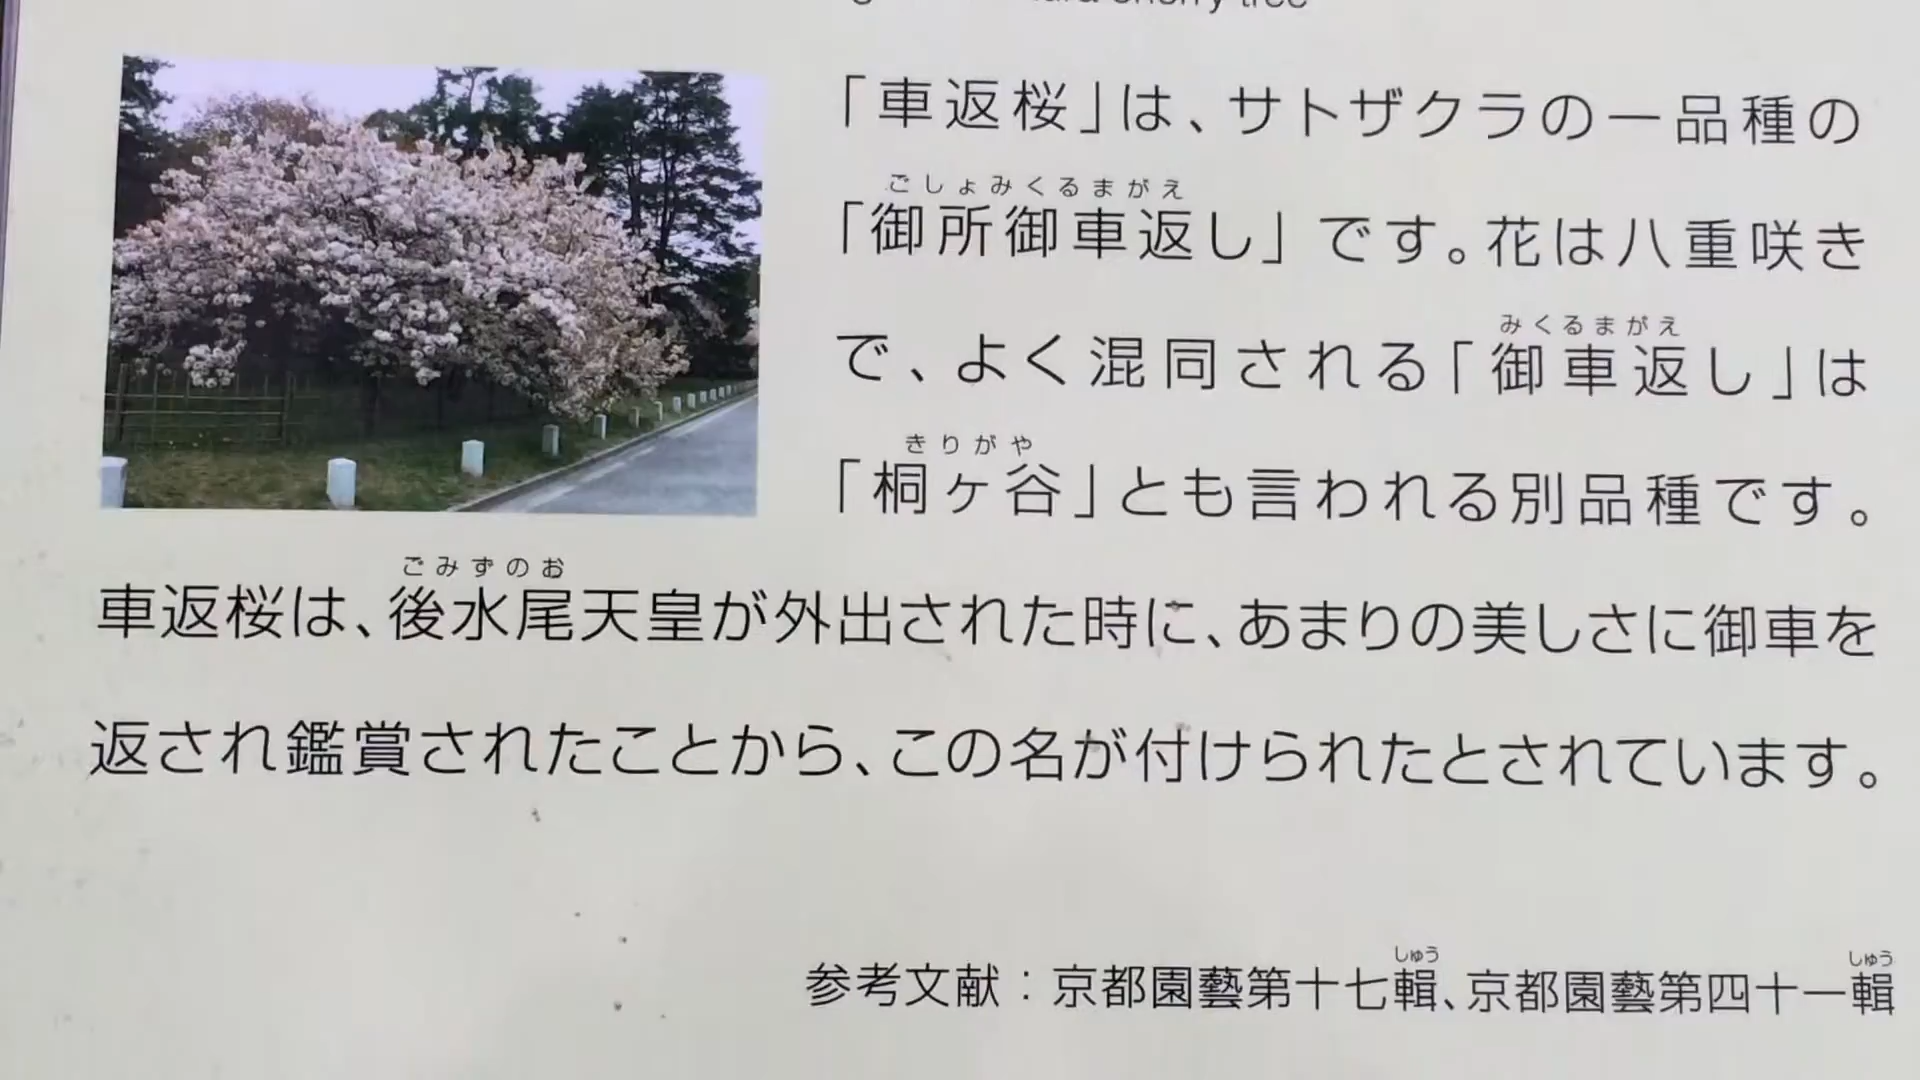 cherry tree
「車返桜」は、サトザクラの一品種の
ごしょみくるまがえ
「御所御車返し」です。花は八重咲き
みくるまがえ
で、よく混同される「御車返し」は
きりがや
「桐ヶ谷」とも言われる別品種です。
ごみずのお
車返桜は、後水尾天皇が外出された時に、あまりの美しさに御車を
返され鑑賞されたことから、この名が付けられたとされています。
しゅう しゅう
参考文献：京都園藝第十七輯、京都園藝第四十一輯